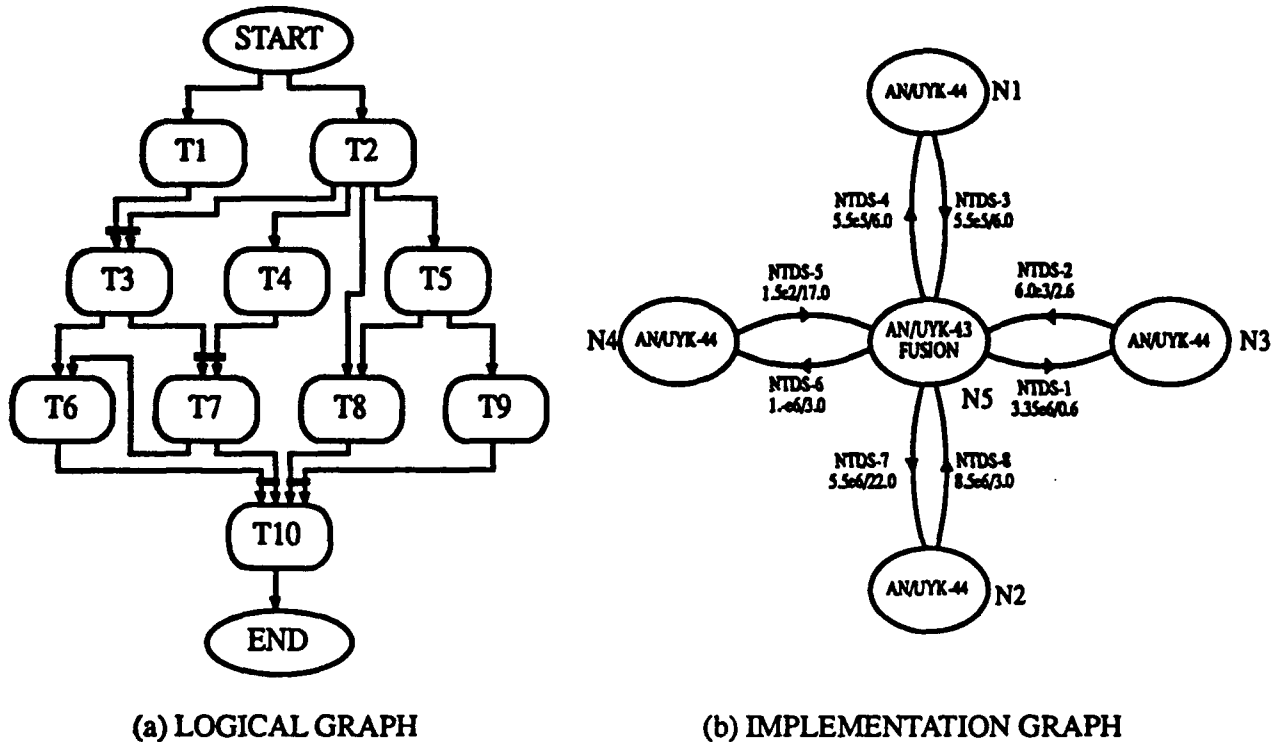 START
T1
T2
T3
T4
T5
T6
T7
T8
T9
T10
END
(a) LOGICAL GRAPH
AN/UYK-44
N1
NTDS-4
5.5e5/6.0
NTDS-3
5.5e5/6.0
NTDS-5
1.5e2/17.0
NTDS-2
6.0e3/2.6
N4
AN/UYK-44
AN/UYK-43
FUSION
AN/UYK-44
N3
NTDS-6
N5
NTDS-1
3.35e6/0.6
NTDS-7
5.5e6/22.0
NTDS-8
8.5e6/3.0
AN/UYK-44
N2
(b) IMPLEMENTATION GRAPH